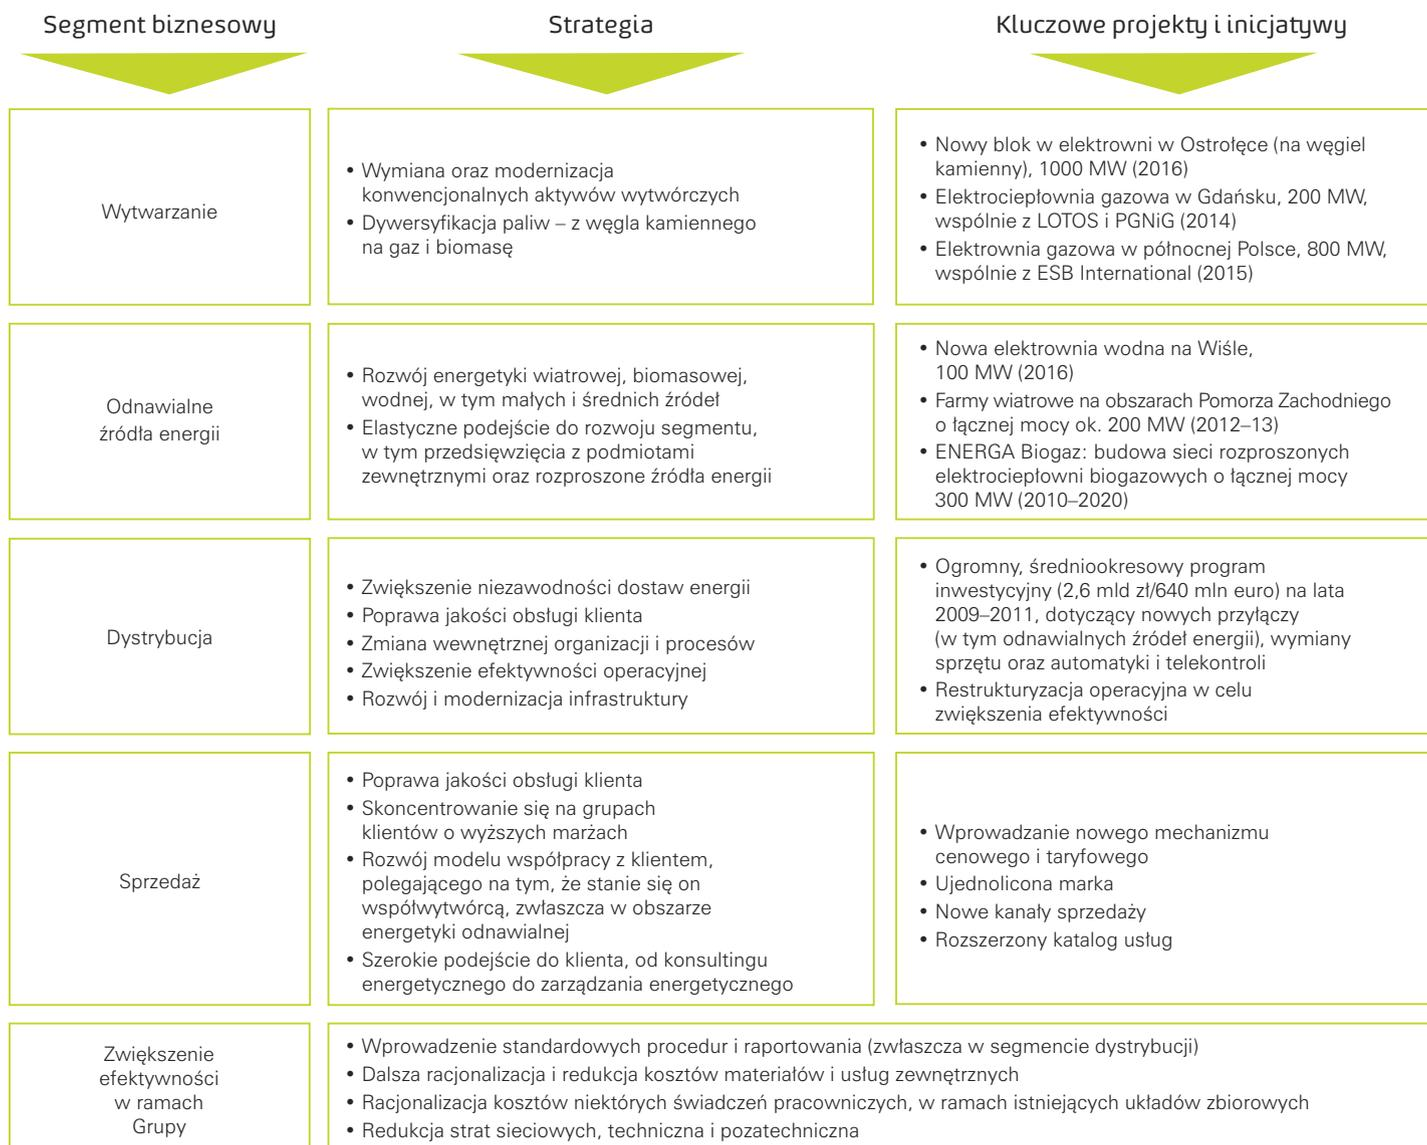 Segment biznesowy
Strategia
Kluczowe projekty i inicjatywy
Wytwarzanie
• Wymiana oraz modernizacja
konwencjonalnych aktywów wytwórczych
• Dywersyfikacja paliw – z węgla kamiennego
na gaz i biomasę
• Nowy blok w elektrowni w Ostrołęce (na węgiel
kamienny), 1000 MW (2016)
• Elektrociepłownia gazowa w Gdańsku, 200 MW,
wspólnie z LOTOS i PGNiG (2014)
• Elektrownia gazowa w północnej Polsce, 800 MW,
wspólnie z ESB International (2015)
Odnawialne
źródła energii
• Rozwój energetyki wiatrowej, biomasowej,
wodnej, w tym małych i średnich źródeł
• Elastyczne podejście do rozwoju segmentu,
w tym przedsięwzięcia z podmiotami
zewnętrznymi oraz rozproszone źródła energii
• Nowa elektrownia wodna na Wiśle,
100 MW (2016)
• Farmy wiatrowe na obszarach Pomorza Zachodniego
o łącznej mocy ok. 200 MW (2012–13)
• ENERGA Biogaz: budowa sieci rozproszonych
elektrociepłowni biogazowych o łącznej mocy
300 MW (2010–2020)
Dystrybucja
• Zwiększenie niezawodności dostaw energii
• Poprawa jakości obsługi klienta
• Zmiana wewnętrznej organizacji i procesów
• Zwiększenie efektywności operacyjnej
• Rozwój i modernizacja infrastruktury
• Ogromny, średniookresowy program
inwestycyjny (2,6 mld zł/640 mln euro) na lata
2009–2011, dotyczący nowych przyłączy
(w tym odnawialnych źródeł energii), wymiany
sprzętu oraz automatyki i telekontroli
• Restrukturyzacja operacyjna w celu
zwiększenia efektywności
Sprzedaż
• Poprawa jakości obsługi klienta
• Skoncentrowanie się na grupach
klientów o wyższych marżach
• Rozwój modelu współpracy z klientem,
polegającego na tym, że stanie się on
współwytwórcą, zwłaszcza w obszarze
energetyki odnawialnej
• Szerokie podejście do klienta, od konsultingu
energetycznego do zarządzania energetycznego
• Wprowadzanie nowego mechanizmu
cenowego i taryfowego
• Ujednolicona marka
• Nowe kanały sprzedaży
• Rozszerzony katalog usług
Zwiększenie
efektywności
w ramach
Grupy
• Wprowadzenie standardowych procedur i raportowania (zwłaszcza w segmencie dystrybucji)
• Dalsza racjonalizacja i redukcja kosztów materiałów i usług zewnętrznych
• Racjonalizacja kosztów niektórych świadczeń pracowniczych, w ramach istniejących układów zbiorowych
• Redukcja strat sieciowych, techniczna i pozatechniczna